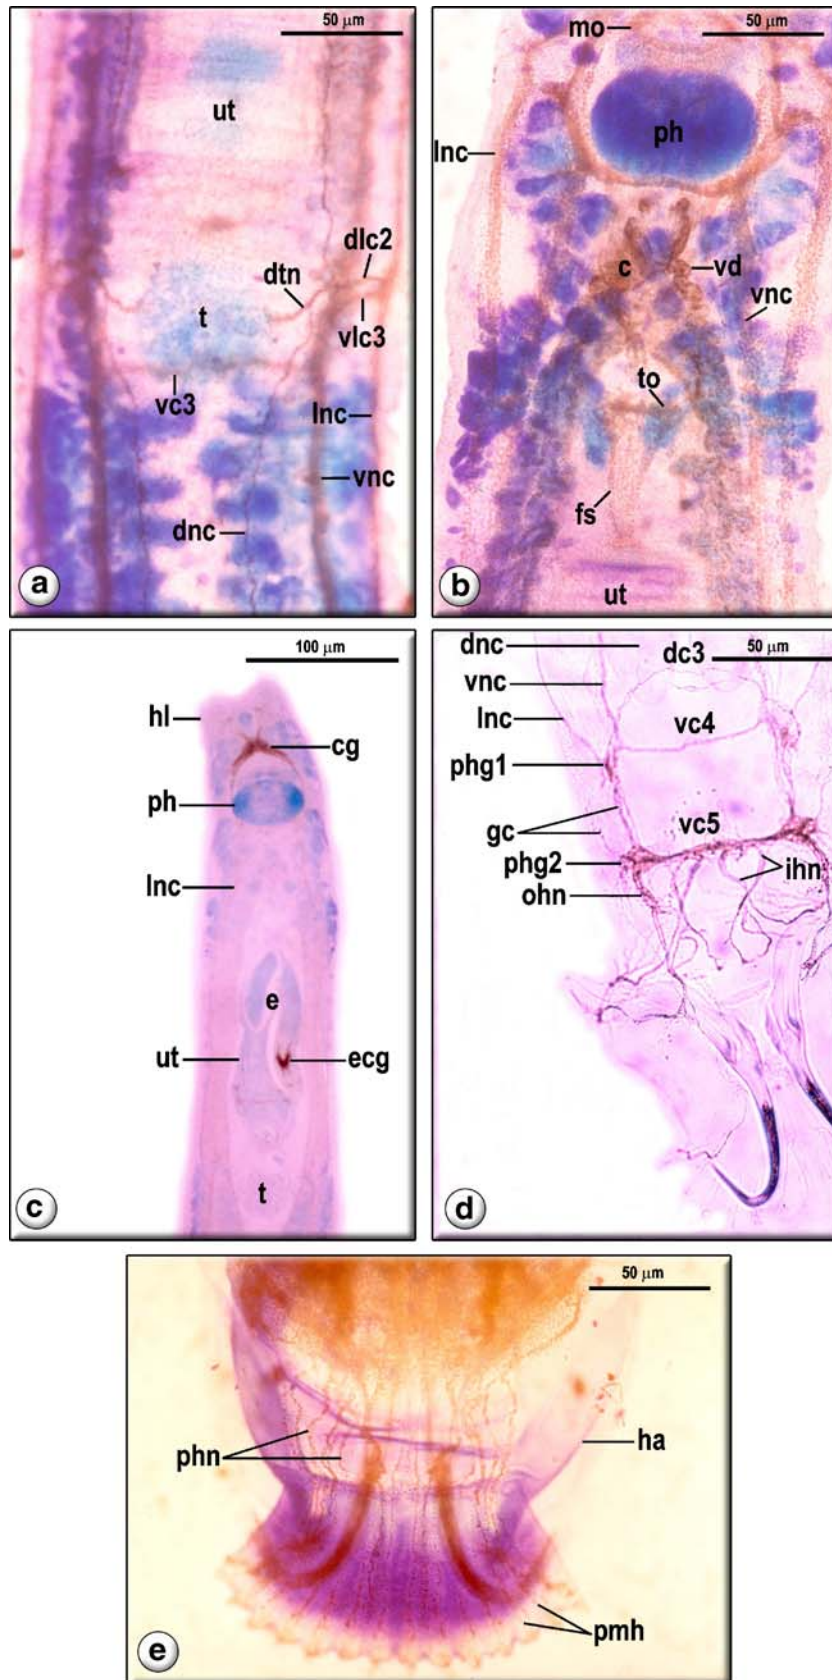 50 µm
ut
dlc2
dtn
t
vlc3
vc3
lnc
vnc
dnc
a
mo
50 µm
ph
lnc
c
vd
vnc
to
fs
ut
b
100 µm
hl
cg
ph
lnc
e
ut
ecg
t
c
dnc
dc3
50 µm
vnc
lnc
vc4
phg1
gc
vc5
phg2
ihn
ohn
d
50 µm
phn
ha
pmh
e